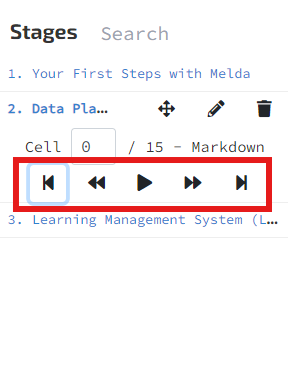 Stages Search
1. Your First Steps with Melda
2. Data Pla...
Cell 0 / 15 - Markdown
3. Learning Management System (L...